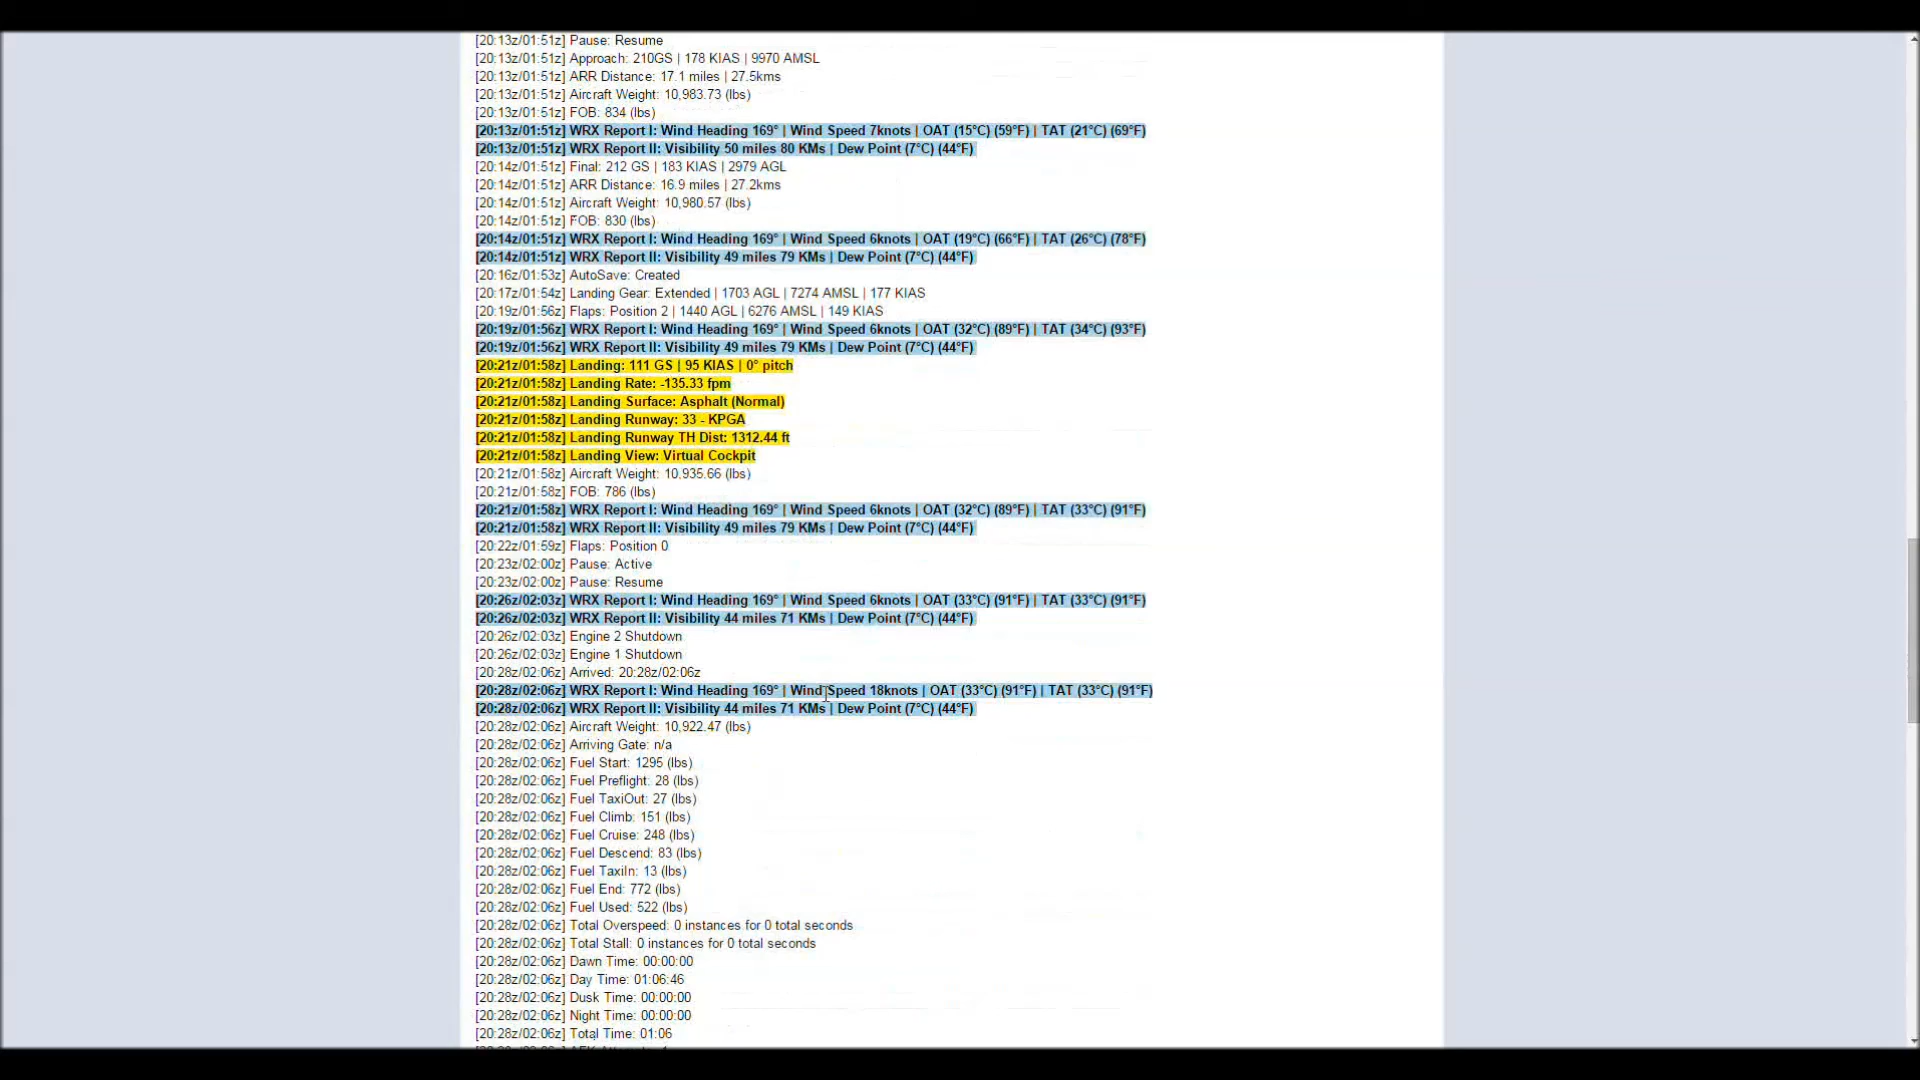 [20:13z/01:51z] Pause: Resume
[20:13z/01:51z] Approach: 210GS | 178 KIAS | 9970 AMSL
[20:13z/01:51z] ARR Distance: 17.1 miles | 27.5kms
[20:13z/01:51z] Aircraft Weight: 10,983.73 (lbs)
[20:13z/01:51z] FOB: 834 (lbs)
[20:13z/01:51z] WRX Report I: Wind Heading 169° | Wind Speed 7knots | OAT (15°C) (59°F) | TAT (21°C) (69°F)
[20:13z/01:51z] WRX Report II: Visibility 50 miles 80 KMs | Dew Point (7°C) (44°F)
[20:14z/01:51z] Final: 212 GS | 183 KIAS | 2979 AGL
[20:14z/01:51z] ARR Distance: 16.9 miles | 27.2kms
[20:14z/01:51z] Aircraft Weight: 10,980.57 (lbs)
[20:14z/01:51z] FOB: 830 (lbs)
[20:14z/01:51z] WRX Report I: Wind Heading 169° | Wind Speed 6knots | OAT (19°C) (66°F) | TAT (26°C) (78°F)
[20:14z/01:51z] WRX Report II: Visibility 49 miles 79 KMs | Dew Point (7°C) (44°F)
[20:16z/01:53z] AutoSave: Created
[20:17z/01:54z] Landing Gear: Extended | 1703 AGL | 7274 AMSL | 177 KIAS
[20:19z/01:56z] Flaps: Position 2 | 1440 AGL | 6276 AMSL | 149 KIAS
[20:19z/01:56z] WRX Report I: Wind Heading 169° | Wind Speed 6knots | OAT (32°C) (89°F) | TAT (34°C) (93°F)
[20:19z/01:56z] WRX Report II: Visibility 49 miles 79 KMs | Dew Point (7°C) (44°F)
[20:21z/01:58z] Landing: 111 GS | 95 KIAS | 0° pitch
[20:21z/01:58z] Landing Rate: -135.33 fpm
[20:21z/01:58z] Landing Surface: Asphalt (Normal)
[20:21z/01:58z] Landing Runway: 33 - KPGA
[20:21z/01:58z] Landing Runway TH Dist: 1312.44 ft
[20:21z/01:58z] Landing View: Virtual Cockpit
[20:21z/01:58z] Aircraft Weight: 10,935.66 (lbs)
[20:21z/01:58z] FOB: 786 (lbs)
[20:21z/01:58z] WRX Report I: Wind Heading 169° | Wind Speed 6knots | OAT (32°C) (89°F) | TAT (33°C) (91°F)
[20:21z/01:58z] WRX Report II: Visibility 49 miles 79 KMs | Dew Point (7°C) (44°F)
[20:22z/01:59z] Flaps: Position 0
[20:23z/02:00z] Pause: Active
[20:23z/02:00z] Pause: Resume
[20:26z/02:03z] WRX Report I: Wind Heading 169° | Wind Speed 6knots | OAT (33°C) (91°F) | TAT (33°C) (91°F)
[20:26z/02:03z] WRX Report II: Visibility 44 miles 71 KMs | Dew Point (7°C) (44°F)
[20:26z/02:03z] Engine 2 Shutdown
[20:26z/02:03z] Engine 1 Shutdown
[20:28z/02:06z] Arrived: 20:28z/02:06z
[20:28z/02:06z] WRX Report I: Wind Heading 169° | Wind Speed 18knots | OAT (33°C) (91°F) | TAT (33°C) (91°F)
[20:28z/02:06z] WRX Report II: Visibility 44 miles 71 KMs | Dew Point (7°C) (44°F)
[20:28z/02:06z] Aircraft Weight: 10,922.47 (lbs)
[20:28z/02:06z] Arriving Gate: n/a
[20:28z/02:06z] Fuel Start: 1295 (lbs)
[20:28z/02:06z] Fuel Preflight: 28 (lbs)
[20:28z/02:06z] Fuel TaxiOut: 27 (lbs)
[20:28z/02:06z] Fuel Climb: 151 (lbs)
[20:28z/02:06z] Fuel Cruise: 248 (lbs)
[20:28z/02:06z] Fuel Descend: 83 (lbs)
[20:28z/02:06z] Fuel TaxiIn: 13 (lbs)
[20:28z/02:06z] Fuel End: 772 (lbs)
[20:28z/02:06z] Fuel Used: 522 (lbs)
[20:28z/02:06z] Total Overspeed: 0 instances for 0 total seconds
[20:28z/02:06z] Total Stall: 0 instances for 0 total seconds
[20:28z/02:06z] Dawn Time: 00:00:00
[20:28z/02:06z] Day Time: 01:06:46
[20:28z/02:06z] Dusk Time: 00:00:00
[20:28z/02:06z] Night Time: 00:00:00
[20:28z/02:06z] Total Time: 01:06